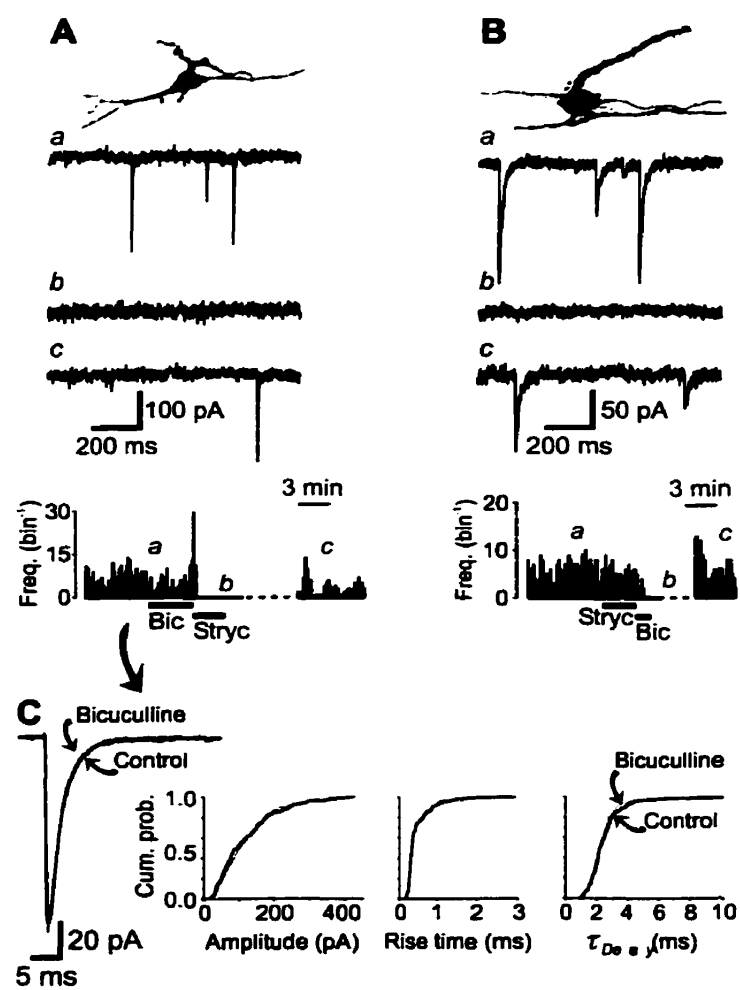 A
B
a
a
b
b
c
c
100 pA
200 ms
50 pA
200 ms
3 min
3 min
Freq. (bin⁻¹)
30
15
0
a
b
c
Bic
Stryc
Freq. (bin⁻¹)
20
10
0
a
b
c
Stryc
Bic
C
Bicuculline
Control
20 pA
5 ms
Cum. prob.
1.0
0.5
0.0
0 200 400
Amplitude (pA)
0 1 2 3
Rise time (ms)
Bicuculline
Control
0 2 4 6 8 10
τ De a y (ms)